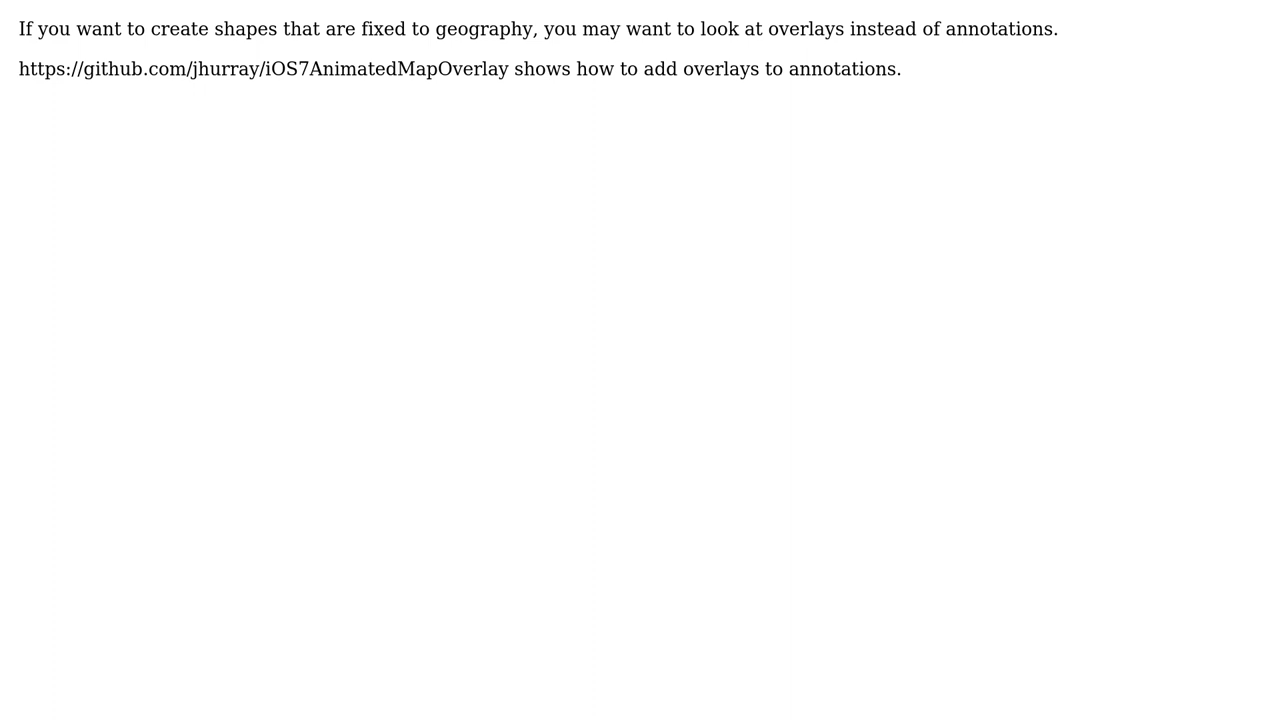 If you want to create shapes that are fixed to geography, you may want to look at overlays instead of annotations.
https://github.com/jhurray/iOS7AnimatedMapOverlay shows how to add overlays to annotations.